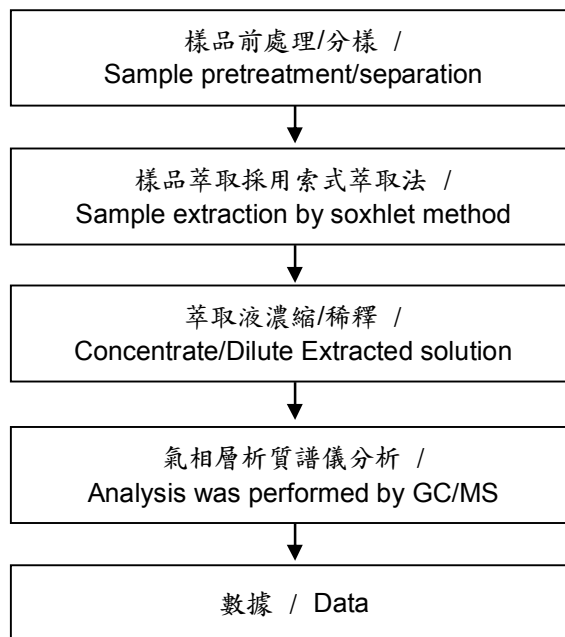 樣品前處理/分樣 /
Sample pretreatment/separation
樣品萃取採用索式萃取法 /
Sample extraction by soxhlet method
萃取液濃縮/稀釋 /
Concentrate/Dilute Extracted solution
氣相層析質譜儀分析 /
Analysis was performed by GC/MS
數據 / Data